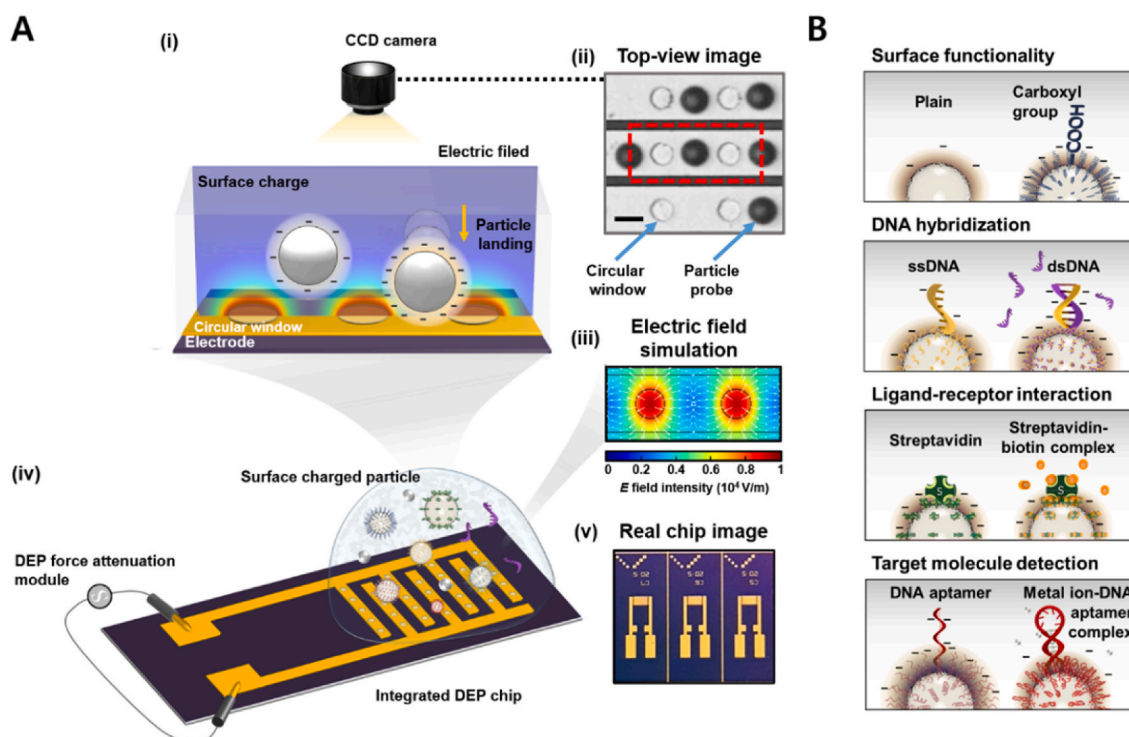 A
(i)
CCD camera
Electric filed
Surface charge
Particle
landing
Circular window
Electrode
(ii)
Top-view image
Circular
window
Particle
probe
(iii)
Electric field
simulation
0 0.2 0.4 0.6 0.8 1
E field intensity (10⁴ V/m)
(iv)
Surface charged particle
DEP force attenuation
module
Integrated DEP chip
(v)
Real chip image
B
Surface functionality
Plain
Carboxyl
group
COOH
DNA hybridization
ssDNA
dsDNA
Ligand-receptor interaction
Streptavidin
Streptavidin-
biotin complex
S
S
Target molecule detection
DNA aptamer
Metal ion-DNA
aptamer
complex